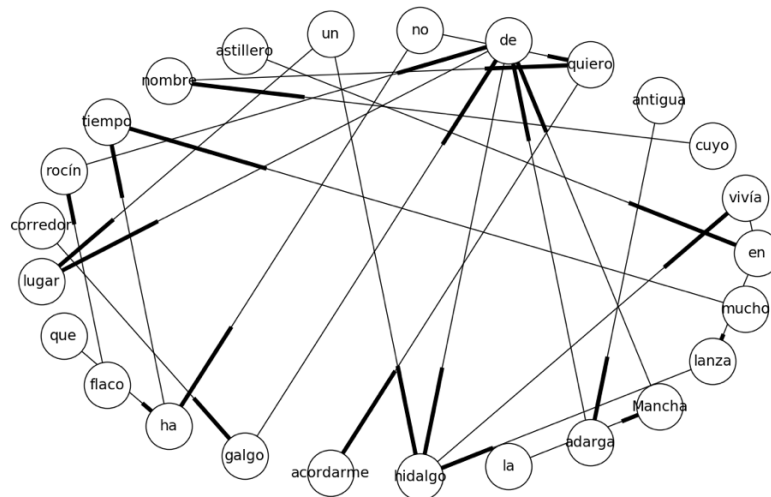 un
no
de
astillero
quiero
nombre
antigua
tiempo
cuyo
rocín
vivía
corredor
en
lugar
mucho
que
lanza
flaco
Mancha
ha
adarga
galgo
la
acordarme
hidalgo